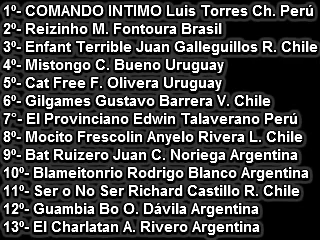 1º- COMANDO INTIMO Luis Torres Ch. Perú
2º- Reizinho M. Fontoura Brasil
3º- Enfant Terrible Juan Galleguillos R. Chile
4º- Mistongo C. Bueno Uruguay
5º- Cat Free F. Olivera Uruguay
6º- Gilgames Gustavo Barrera V. Chile
7°- El Provinciano Edwin Talaverano Perú
8º- Mocito Frescolin Anyelo Rivera L. Chile
9º- Bat Ruizero Juan C. Noriega Argentina
10º- Blameitonrio Rodrigo Blanco Argentina
11º- Ser o No Ser Richard Castillo R. Chile
12º- Guambia Bo O. Dávila Argentina
13º- El Charlatan A. Rivero Argentina